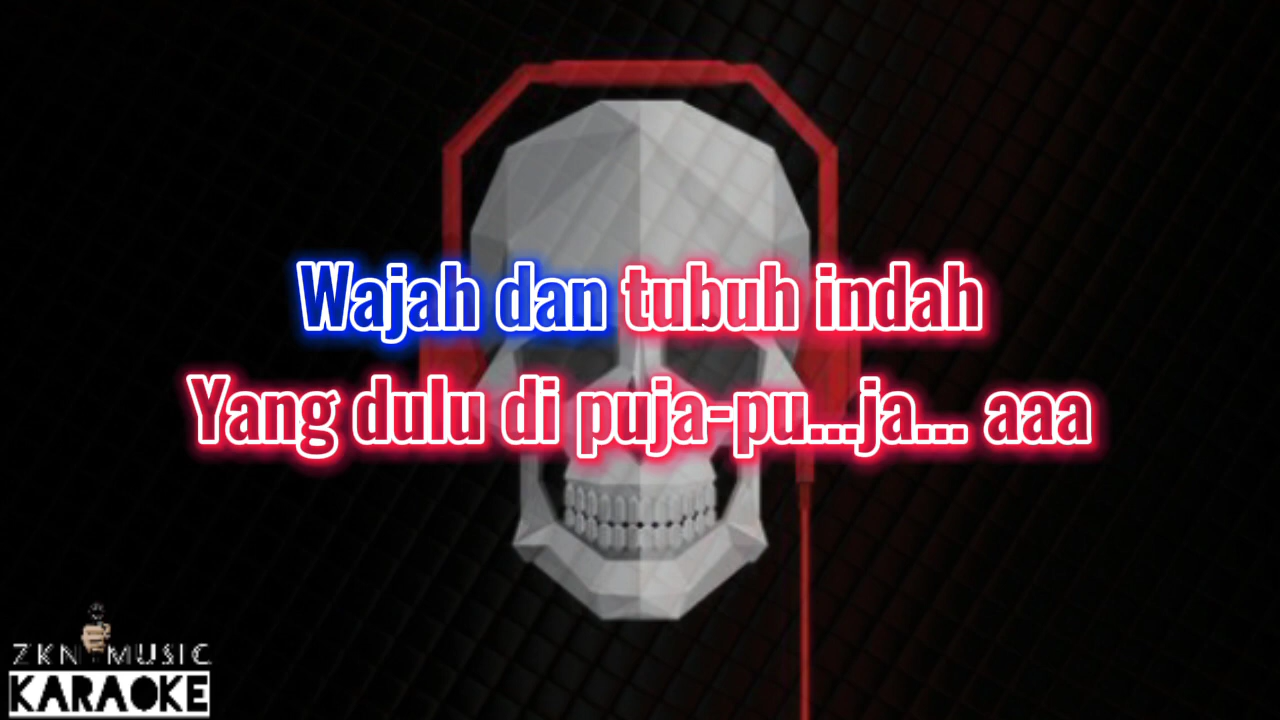 Wajah dan tubuh indah
Yang dulu di puja-pu...ja... aaa
ZKN MUSIC
KARAOKE